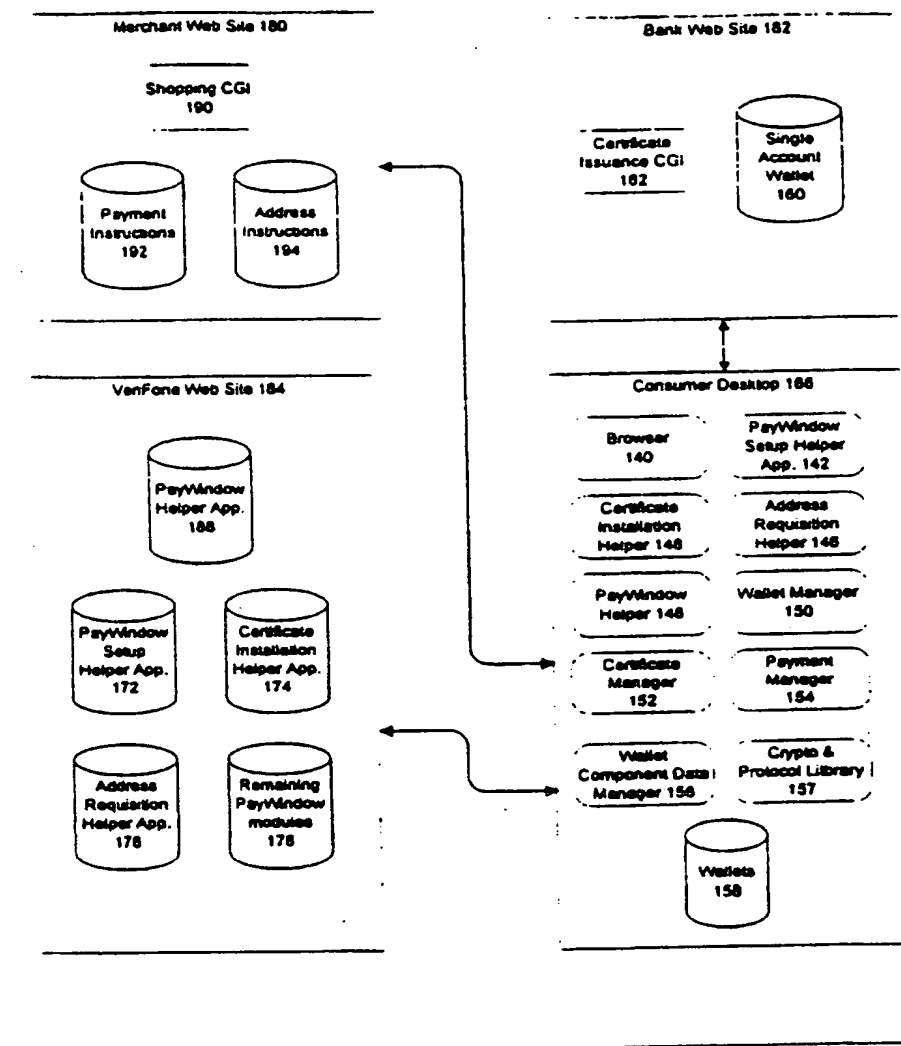 Merchant Web Site 180
Shopping CGI
190
Payment
Instructions
192
Address
Instructions
194
Bank Web Site 182
Certificate
Issuance CGI
162
Single
Account
Wallet
160
VeriFone Web Site 184
PayWindow
Helper App.
188
PayWindow
Setup
Helper App.
172
Certificate
Installation
Helper App.
174
Address
Requisition
Helper App.
176
Remaining
PayWindow
modules
178
Consumer Desktop 186
Browser
140
PayWindow
Setup Helper
App. 142
Certificate
Installation
Helper 148
Address
Requisition
Helper 146
PayWindow
Helper 148
Wallet Manager
150
Certificate
Manager
152
Payment
Manager
154
Wallet
Component Data
Manager 156
Crypto &
Protocol Library
157
Wallets
158